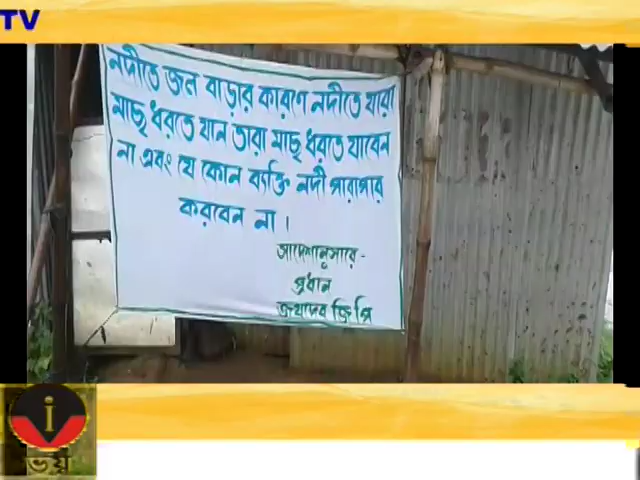 TV
নদীতে জল বাড়ার কারণে নদীতে যারা
মাছ ধরতে যান তারা মাছ ধরতে যাবেন
না এবং যে কোন ব্যক্তি নদী পারাপার
করবেন না।
আদেশানুসারে -
প্রধান
জয়দেব জি পি
i
ভয়